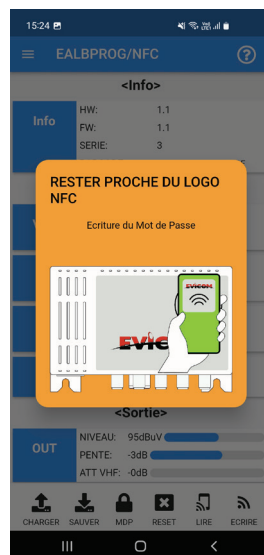 15:24
EALBPROG/NFC
?
<Info>
Info
HW: 1.1
FW: 1.1
SERIE: 3
RESTER PROCHE DU LOGO
NFC
Ecriture du Mot de Passe
EVICOM
EVIC
<Sortie>
OUT
NIVEAU: 95dBuV
PENTE: -3dB
ATT VHF: -0dB
CHARGER SAUVER MDP RESET LIRE ECRIRE